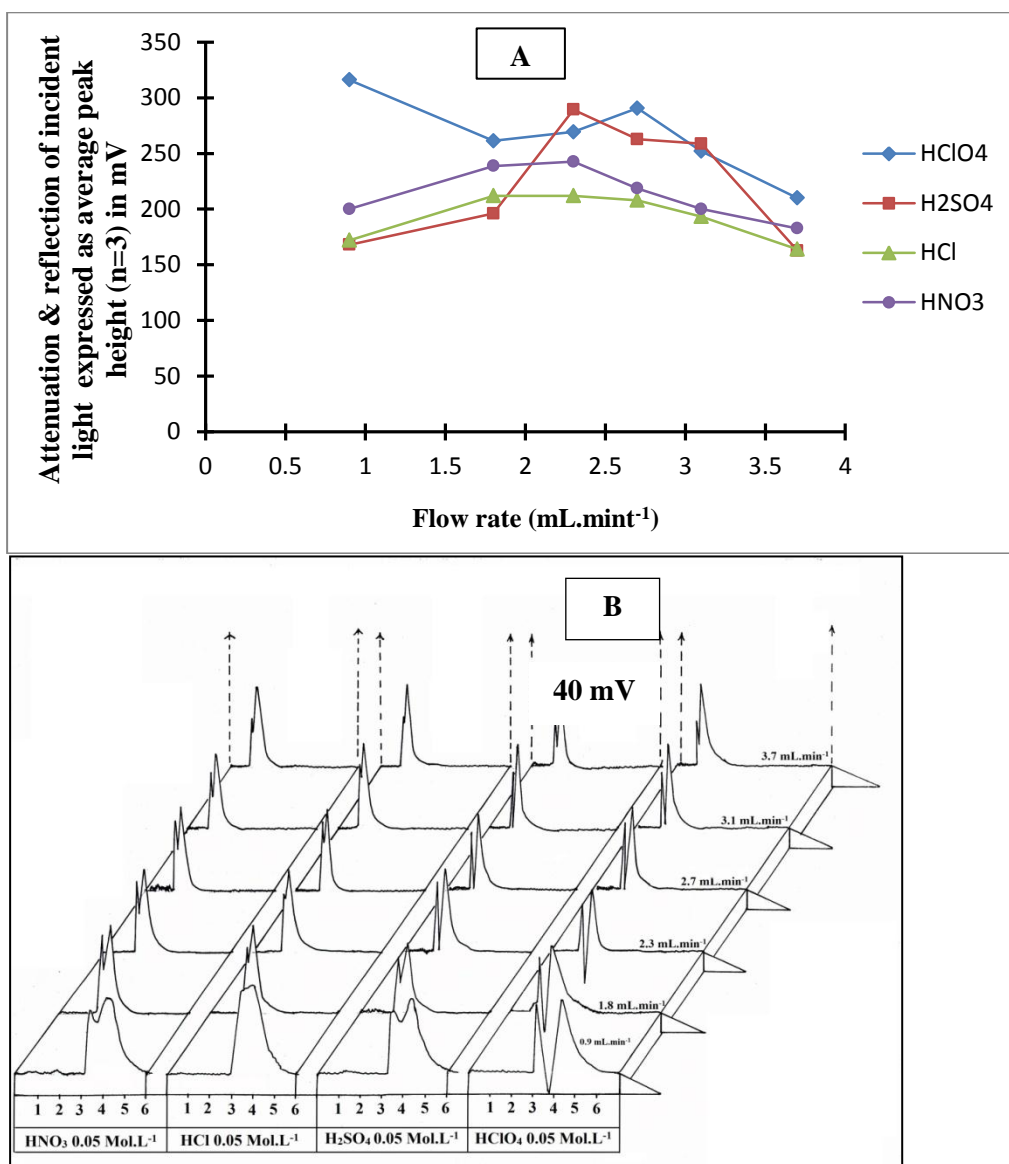 A
Attenuation & reflection of incident
light expressed as average peak
height (n=3) in mV
350
300
250
200
150
100
50
0
0 0.5 1 1.5 2 2.5 3 3.5 4
Flow rate (mL.mint⁻¹)
HClO4
H2SO4
HCl
HNO3
B
40 mV
3.7 mL.min⁻¹
3.1 mL.min⁻¹
2.7 mL.min⁻¹
2.3 mL.min⁻¹
1.8 mL.min⁻¹
0.9 mL.min⁻¹
1 2 3 4 5 6 1 2 3 4 5 6 1 2 3 4 5 6 1 2 3 4 5 6
HNO₃ 0.05 Mol.L⁻¹ HCl 0.05 Mol.L⁻¹ H₂SO₄ 0.05 Mol.L⁻¹ HClO₄ 0.05 Mol.L⁻¹